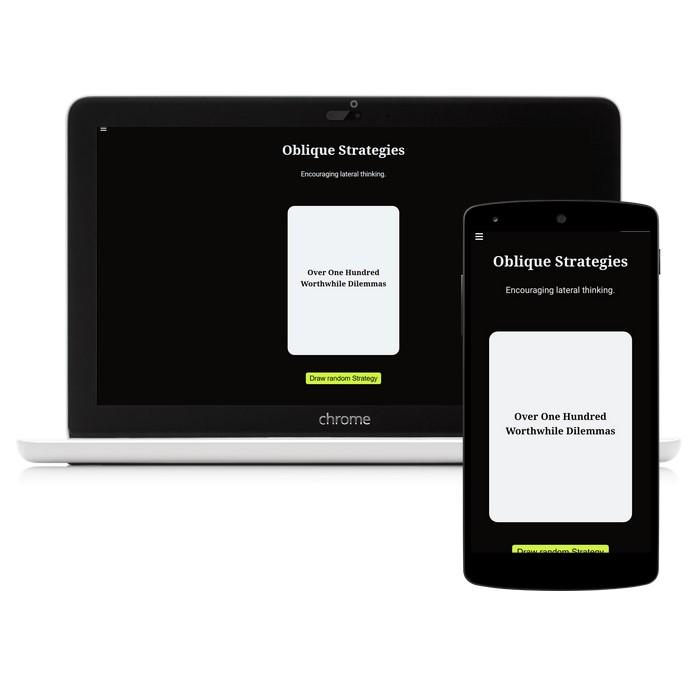 Oblique Strategies
Encouraging lateral thinking.
Over One Hundred
Worthwhile Dilemmas
Draw random Strategy
chrome
Oblique Strategies
Encouraging lateral thinking.
Over One Hundred
Worthwhile Dilemmas
Draw random Strategy